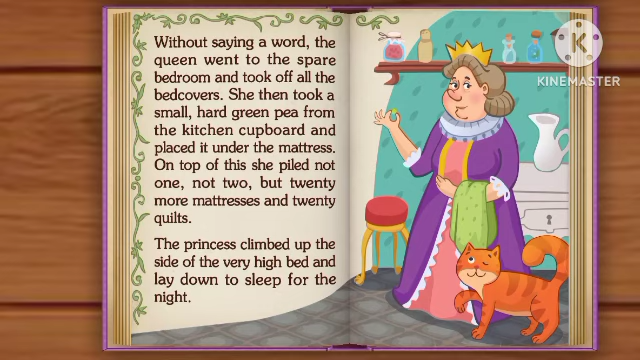 Without saying a word, the
queen went to the spare
bedroom and took off all the
bedcovers. She then took a
small, hard green pea from
the kitchen cupboard and
placed it under the mattress.
On top of this she piled not
one, not two, but twenty
more mattresses and twenty
quilts.
The princess climbed up the
side of the very high bed and
lay down to sleep for the
night.
KINEMASTER